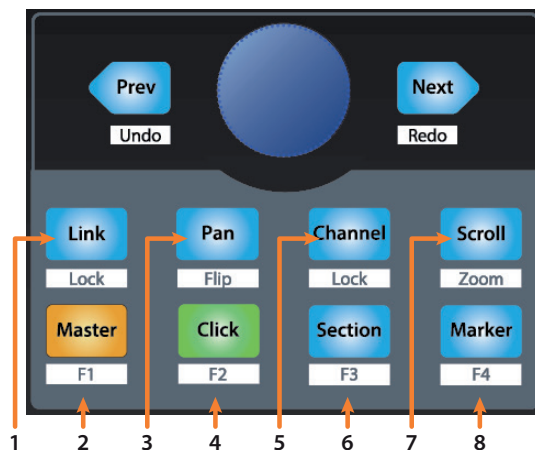 Prev Next
Undo Redo
Link Pan Channel Scroll
Lock Flip Lock Zoom
Master Click Section Marker
F1 F2 F3 F4
1 2 3 4 5 6 7 8